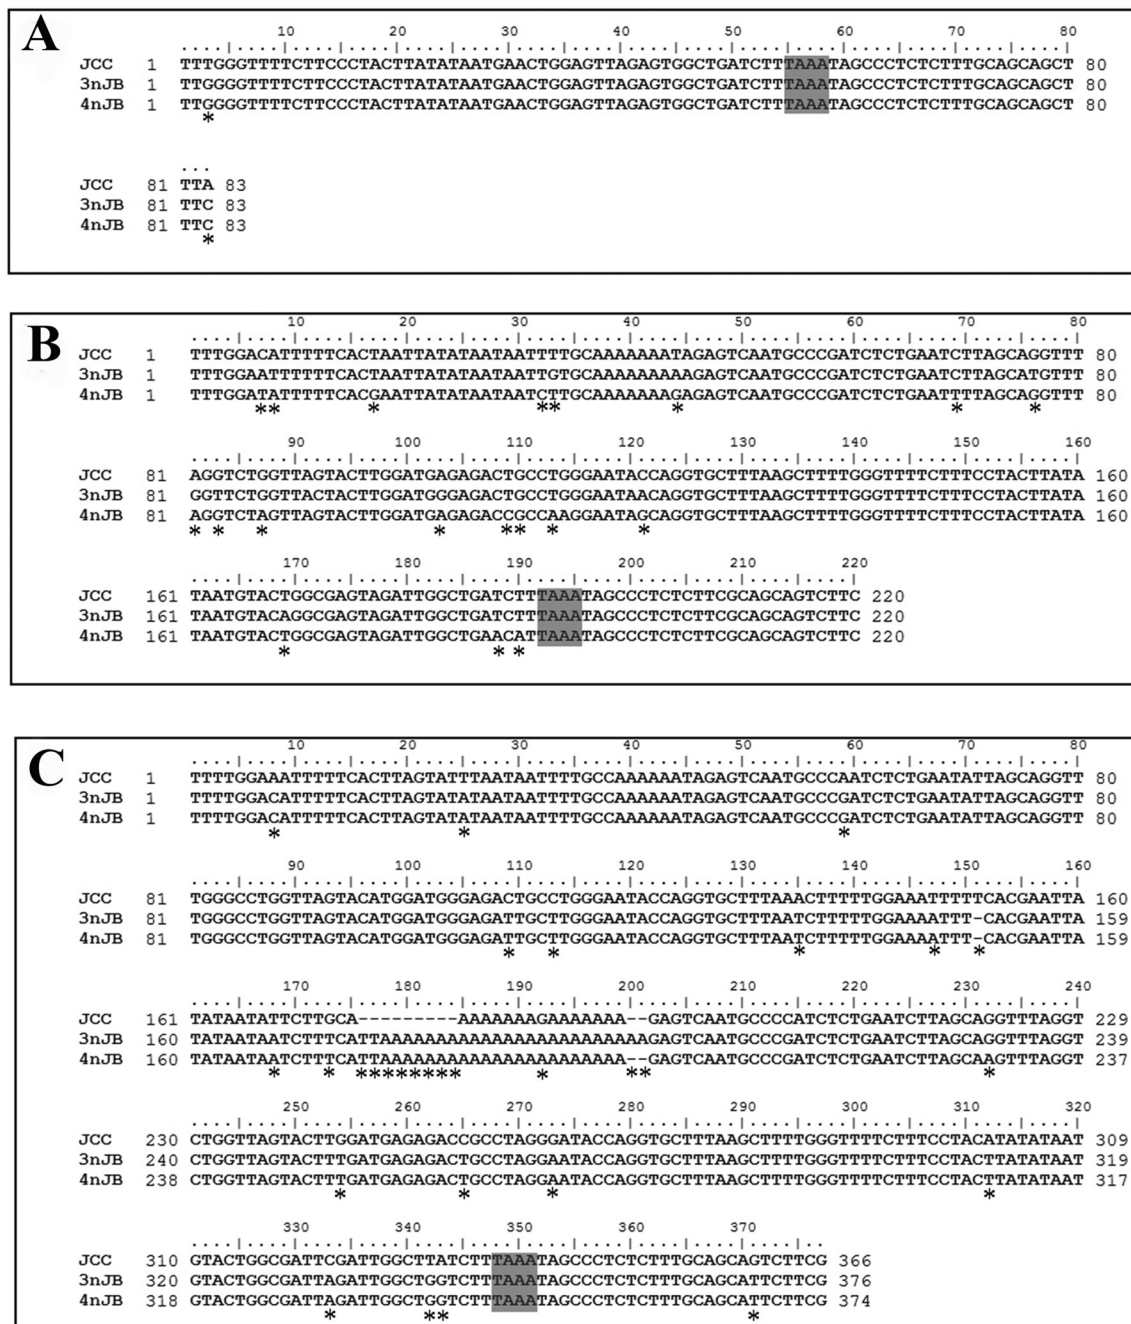 A
10 20 30 40 50 60 70 80
....|....|....|....|....|....|....|....|....|....|....|....|....|....|....|....|
JCC 1 TTTGGGTTTTCTTCCCTACTTATATAATGAACTGGAGTTAGAGTGGCTGATCTTTAAATAGCCCTCTCTTTGCAGCAGCT 80
3nJB 1 TTGGGGTTTTCTTCCCTACTTATATAATGAACTGGAGTTAGAGTGGCTGATCTTTAAATAGCCCTCTCTTTGCAGCAGCT 80
4nJB 1 TTGGGGTTTTCTTCCCTACTTATATAATGAACTGGAGTTAGAGTGGCTGATCTTTAAATAGCCCTCTCTTTGCAGCAGCT 80
*
...
JCC 81 TTA 83
3nJB 81 TTC 83
4nJB 81 TTC 83
*
B
10 20 30 40 50 60 70 80
....|....|....|....|....|....|....|....|....|....|....|....|....|....|....|....|
JCC 1 TTTGGACATTTTTCACTAATTATATAATAATTTTGCAAAAAAATAGAGTCAATGCCCGATCTCTGAATCTTAGCAGGTTT 80
3nJB 1 TTTGGAATTTTTTCACTAATTATATAATAATTGTGCAAAAAAAAAGAGTCAATGCCCGATCTCTGAATCTTAGCATGTTT 80
4nJB 1 TTTGGATATTTTTCACGAATTATATAATAATCTTGCAAAAAAAGAGAGTCAATGCCCGATCTCTGAATTTTAGCAGGTTT 80
** * ** * * *
90 100 110 120 130 140 150 160
....|....|....|....|....|....|....|....|....|....|....|....|....|....|....|....|
JCC 81 AGGTCTGGTTAGTACTTGGATGAGAGACTGCCTGGGAATACCAGGTGCTTTAAGCTTTTGGGTTTTCTTTCCTACTTATA 160
3nJB 81 GGTTCTGGTTACTACTTGGATGGGAGACTGCCTGGGAATAACAGGTGCTTTAAGCTTTTGGGTTTTCTTTCCTACTTATA 160
4nJB 81 AGGTCTAGTTAGTACTTGGATGAGAGACCGCCAAGGAATAGCAGGTGCTTTAAGCTTTTGGGTTTTCTTTCCTACTTATA 160
* * * * ** * *
170 180 190 200 210 220
....|....|....|....|....|....|....|....|....|....|....|....|
JCC 161 TAATGTACTGGCGAGTAGATTGGCTGATCTTTAAATAGCCCTCTCTTCGCAGCAGTCTTC 220
3nJB 161 TAATGTACAGGCGAGTAGATTGGCTGATCTTTAAATAGCCCTCTCTTCGCAGCAGTCTTC 220
4nJB 161 TAATGTACTGGCGAGTAGATTGGCTGAACATTAAATAGCCCTCTCTTCGCAGCAGTCTTC 220
* * *
C
10 20 30 40 50 60 70 80
....|....|....|....|....|....|....|....|....|....|....|....|....|....|....|....|
JCC 1 TTTTGGAAATTTTTCACTTAGTATTTAATAATTTTGCCAAAAAATAGAGTCAATGCCCAATCTCTGAATATTAGCAGGTT 80
3nJB 1 TTTTGGACATTTTTCACTTAGTATATAATAATTTTGCCAAAAAATAGAGTCAATGCCCGATCTCTGAATATTAGCAGGTT 80
4nJB 1 TTTTGGACATTTTTCACTTAGTATATAATAATTTTGCCAAAAAATAGAGTCAATGCCCGATCTCTGAATATTAGCAGGTT 80
* * *
90 100 110 120 130 140 150 160
....|....|....|....|....|....|....|....|....|....|....|....|....|....|....|....|
JCC 81 TGGGCCTGGTTAGTACATGGATGGGAGACTGCCTGGGAATACCAGGTGCTTTAAACTTTTTGGAAATTTTTCACGAATTA 160
3nJB 81 TGGGCCTGGTTAGTACATGGATGGGAGATTGCTTGGGAATACCAGGTGCTTTAATCTTTTTGGAAAATTT-CACGAATTA 159
4nJB 81 TGGGCCTGGTTAGTACATGGATGGGAGATTGCTTGGGAATACCAGGTGCTTTAATCTTTTTGGAAAATTT-CACGAATTA 159
* * * * *
170 180 190 200 210 220 230 240
....|....|....|....|....|....|....|....|....|....|....|....|....|....|....|....|
JCC 161 TATAATATTCTTGCA---------AAAAAAAGAAAAAAA--GAGTCAATGCCCCATCTCTGAATCTTAGCAGGTTTAGGT 229
3nJB 160 TATAATAATCTTTCATTAAAAAAAAAAAAAAAAAAAAAAAAGAGTCAATGCCCGATCTCTGAATCTTAGCAGGTTTAGGT 239
4nJB 160 TATAATAATCTTTCATTAAAAAAAAAAAAAAAAAAAAAA--GAGTCAATGCCCGATCTCTGAATCTTAGCAAGTTTAGGT 237
* * ********* * ** *
250 260 270 280 290 300 310 320
....|....|....|....|....|....|....|....|....|....|....|....|....|....|....|....|
JCC 230 CTGGTTAGTACTTGGATGAGAGACCGCCTAGGGATACCAGGTGCTTTAAGCTTTTGGGTTTTCTTTCCTACATATATAAT 309
3nJB 240 CTGGTTAGTACTTTGATGAGAGACTGCCTAGGAATACCAGGTGCTTTAAGCTTTTGGGTTTTCTTTCCTACTTATATAAT 319
4nJB 238 CTGGTTAGTACTTTGATGAGAGACTGCCTAGGAATACCAGGTGCTTTAAGCTTTTGGGTTTTCTTTCCTACTTATATAAT 317
* * * *
330 340 350 360 370
....|....|....|....|....|....|....|....|....|....|....|..
JCC 310 GTACTGGCGATTCGATTGGCTTATCTTTAAATAGCCCTCTCTTTGCAGCAGTCTTCG 366
3nJB 320 GTACTGGCGATTAGATTGGCTGGTCTTTAAATAGCCCTCTCTTTGCAGCATTCTTCG 376
4nJB 318 GTACTGGCGATTAGATTGGCTGGTCTTTAAATAGCCCTCTCTTTGCAGCATTCTTCG 374
* ** *